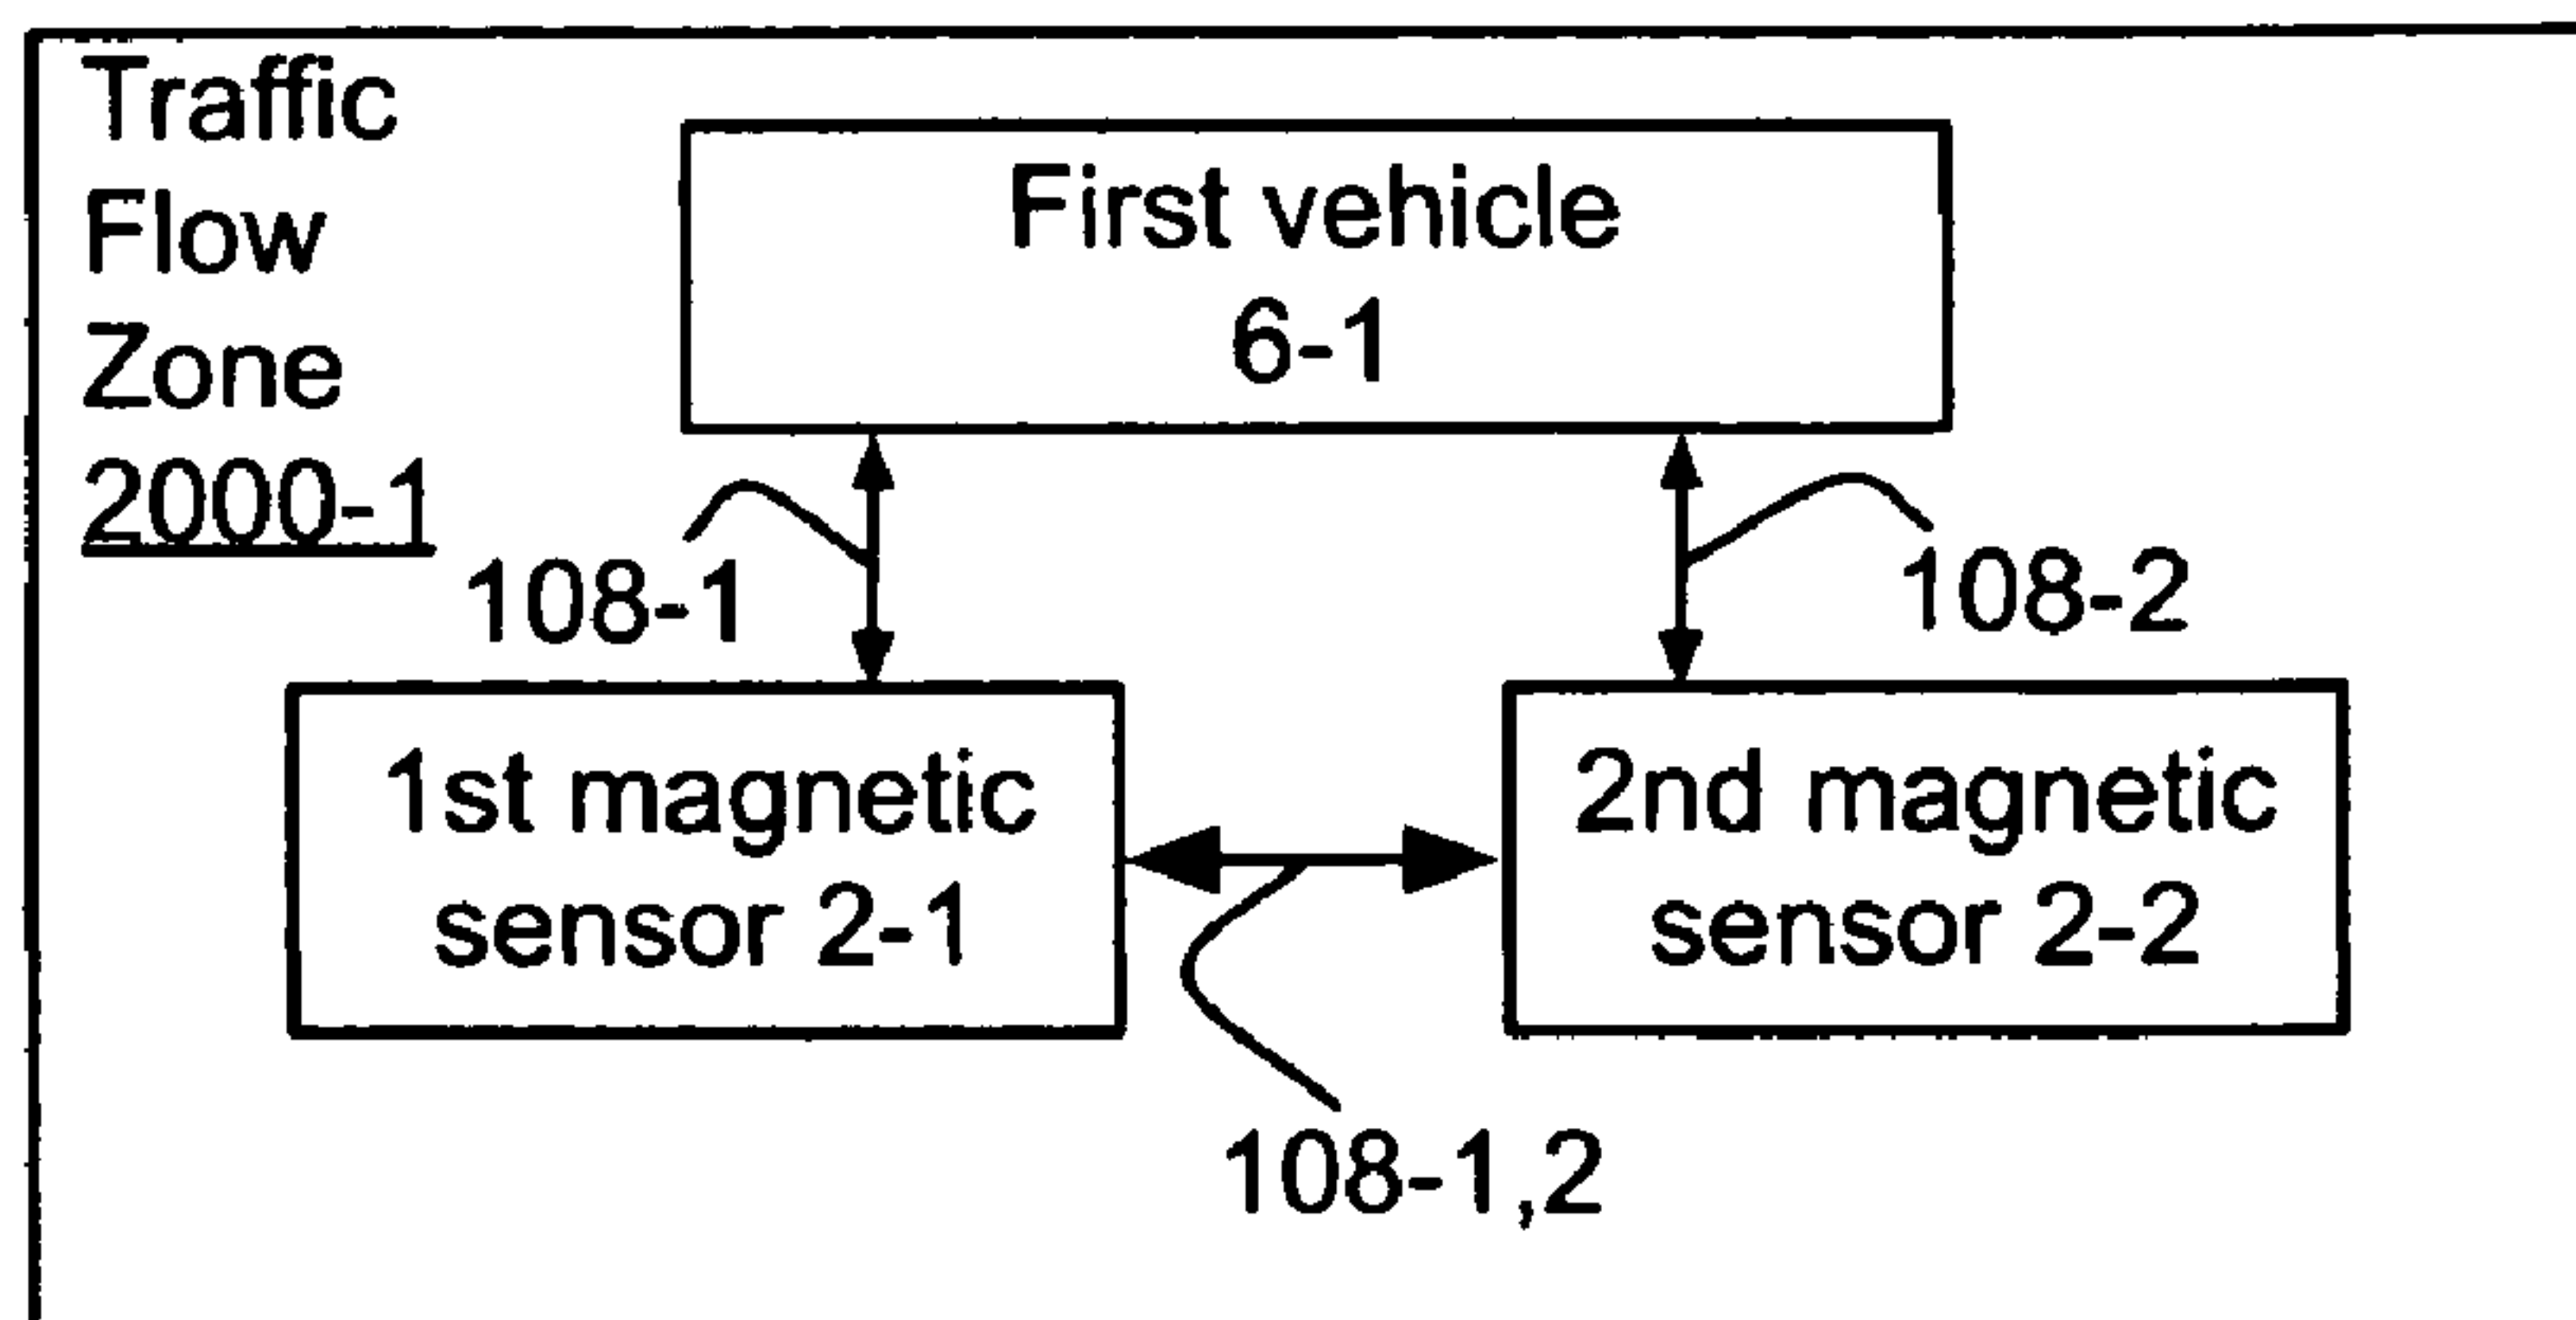 Traffic
Flow
Zone
2000-1
First vehicle
6-1
108-1
108-2
1st magnetic
sensor 2-1
2nd magnetic
sensor 2-2
108-1,2